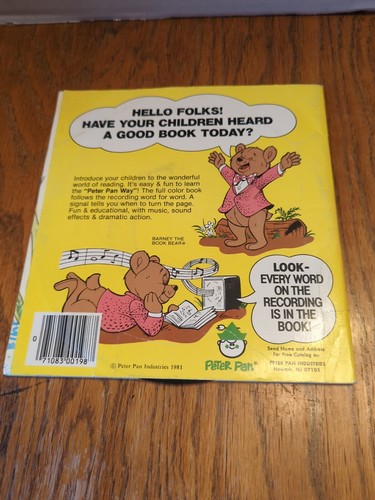 HELLO FOLKS!
HAVE YOUR CHILDREN HEARD
A GOOD BOOK TODAY?
Introduce your children to the wonderful
world of reading. It's easy & fun to learn
the "Peter Pan Way"! The full color book
follows the recording word for word. A
signal tells you when to turn the page.
Fun & educational, with music, sound
effects & dramatic action.
BARNEY THE
BOOK BEAR
LOOK-
EVERY WORD
ON THE
RECORDING
IS IN THE
BOOK!
0
71083 00198
© Peter Pan Industries 1981
PETER PAN®
Send Name and Address
For Free Catalog to:
PETER PAN INDUSTRIES
Newark, NJ 07105